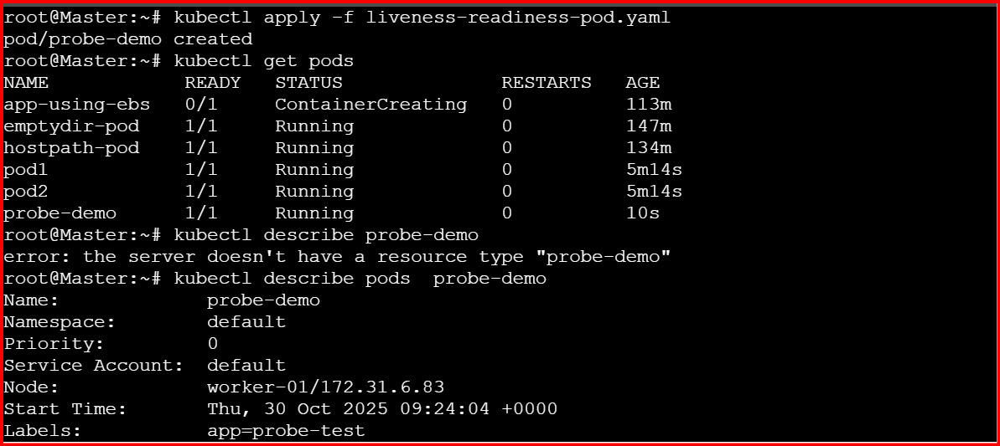 root@Master:~# kubectl apply -f liveness-readiness-pod.yaml
pod/probe-demo created
root@Master:~# kubectl get pods
NAME            READY   STATUS              RESTARTS   AGE
app-using-ebs   0/1     ContainerCreating   0          113m
emptydir-pod    1/1     Running             0          147m
hostpath-pod    1/1     Running             0          134m
pod1            1/1     Running             0          5m14s
pod2            1/1     Running             0          5m14s
probe-demo      1/1     Running             0          10s
root@Master:~# kubectl describe probe-demo
error: the server doesn't have a resource type "probe-demo"
root@Master:~# kubectl describe pods  probe-demo
Name:             probe-demo
Namespace:        default
Priority:         0
Service Account:  default
Node:             worker-01/172.31.6.83
Start Time:       Thu, 30 Oct 2025 09:24:04 +0000
Labels:           app=probe-test